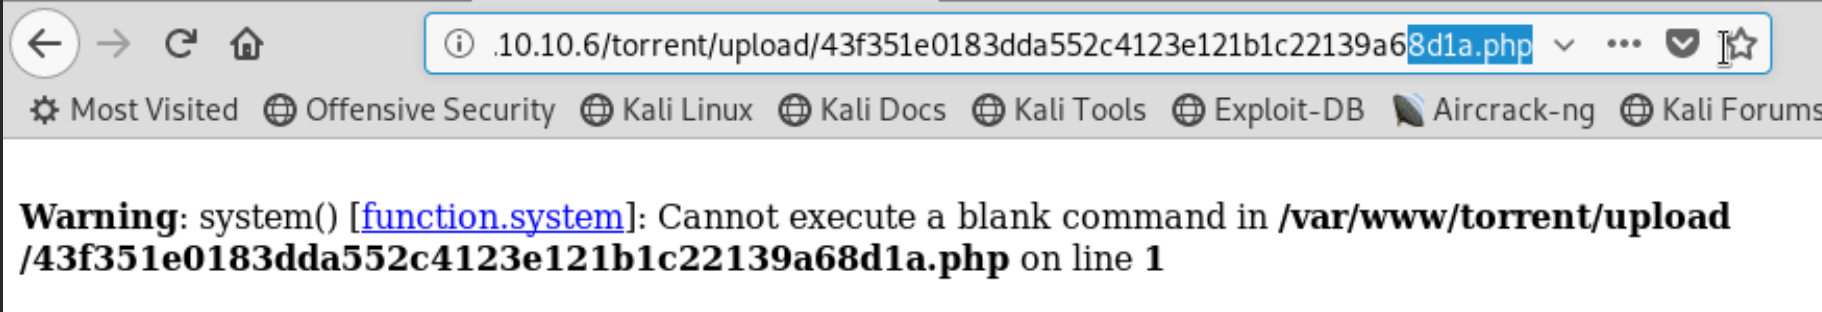 .10.10.6/torrent/upload/43f351e0183dda552c4123e121b1c22139a68d1a.php
Most Visited Offensive Security Kali Linux Kali Docs Kali Tools Exploit-DB Aircrack-ng Kali Forums
Warning: system() [function.system]: Cannot execute a blank command in /var/www/torrent/upload
/43f351e0183dda552c4123e121b1c22139a68d1a.php on line 1